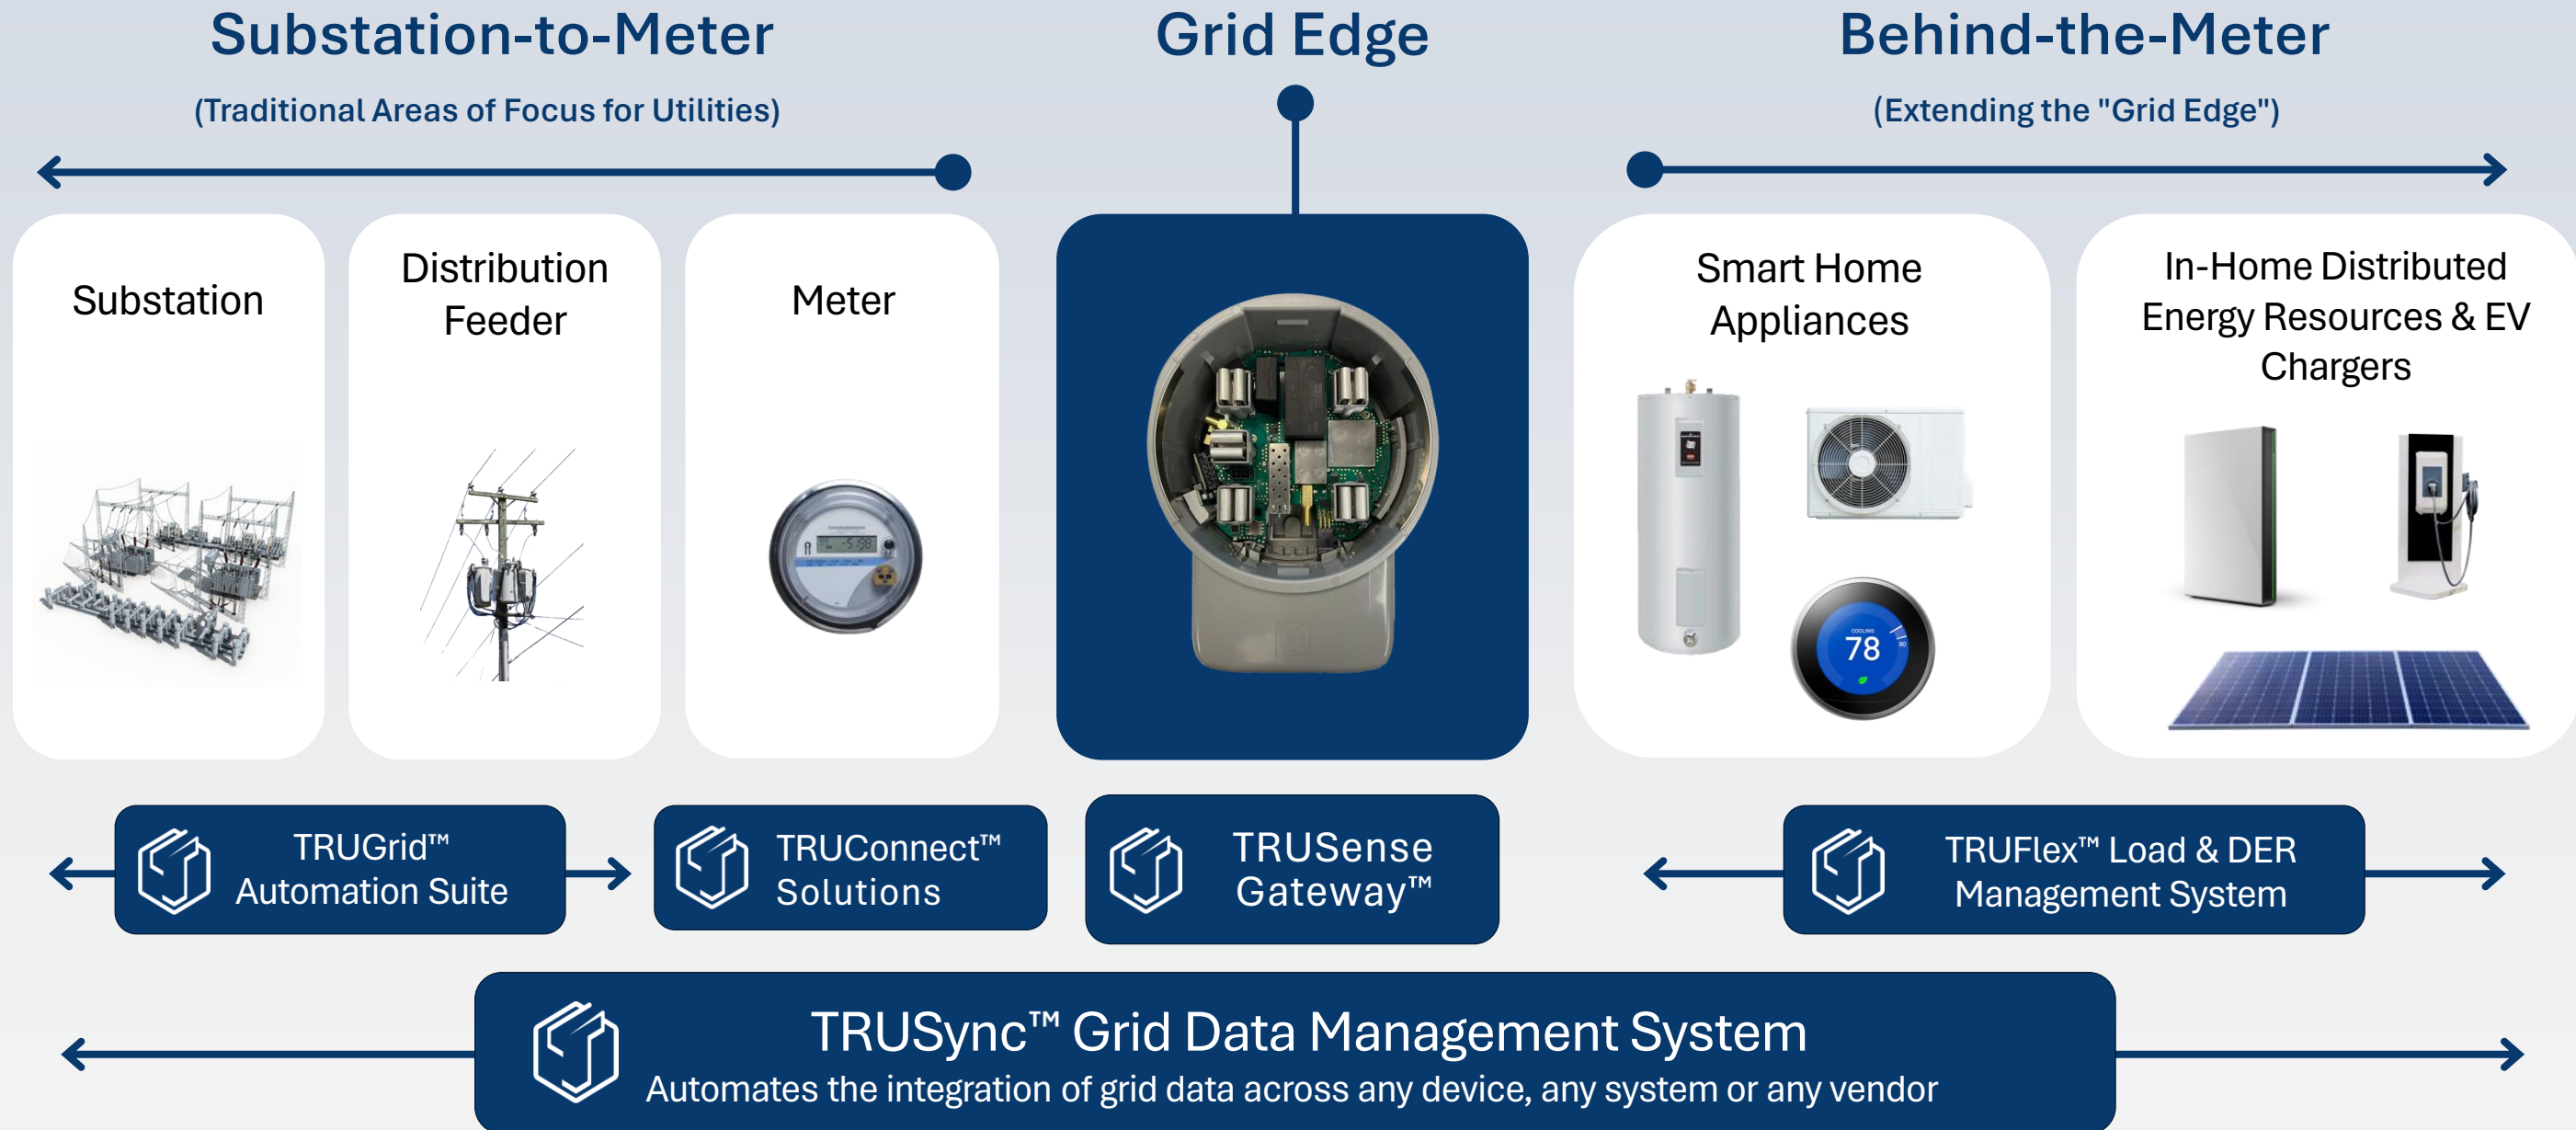 Substation-to-Meter
(Traditional Areas of Focus for Utilities)
Grid Edge
Behind-the-Meter
(Extending the "Grid Edge")
Substation
Distribution
Feeder
Meter
Smart Home
Appliances
COOLING
78
80
In-Home Distributed
Energy Resources & EV
Chargers
TRUGrid™
Automation Suite
TRUConnect™
Solutions
TRUSense
Gateway™
TRUFlex™ Load & DER
Management System
TRUSync™ Grid Data Management System
Automates the integration of grid data across any device, any system or any vendor